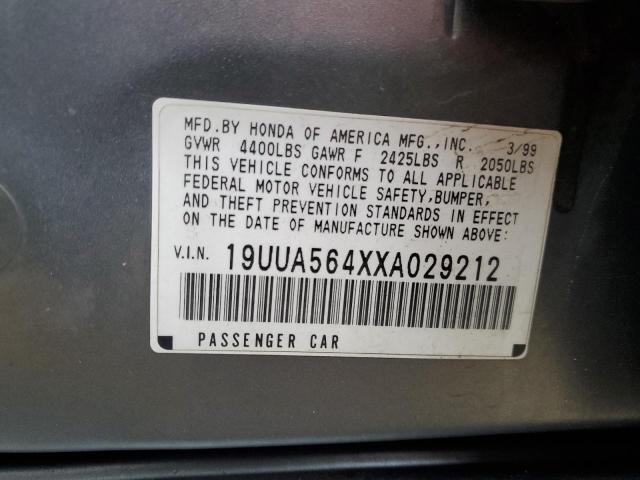 MFD.BY HONDA OF AMERICA MFG.,INC. 3/99
GVWR 4400LBS GAWR F 2425LBS R 2050LBS
THIS VEHICLE CONFORMS TO ALL APPLICABLE
FEDERAL MOTOR VEHICLE SAFETY,BUMPER,
AND THEFT PREVENTION STANDARDS IN EFFECT
ON THE DATE OF MANUFACTURE SHOWN ABOVE:
V.I.N. 19UUA564XXA029212
PASSENGER CAR